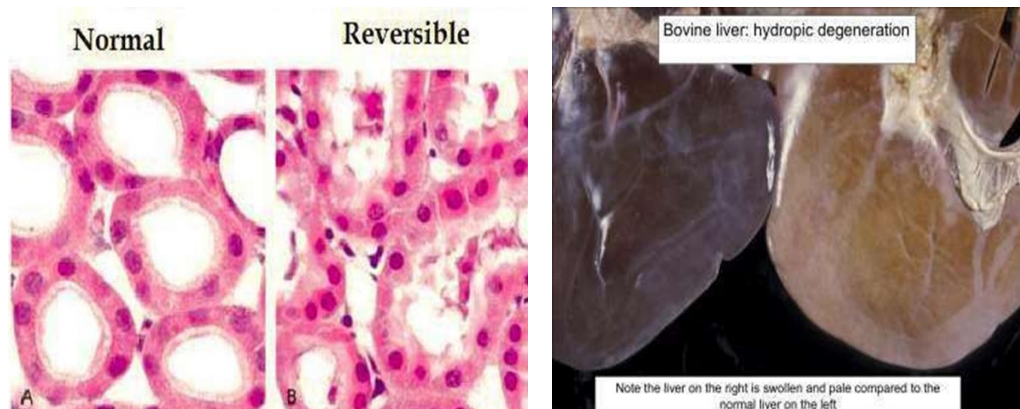 Normal
Reversible
A
B
Bovine liver: hydropic degeneration
Note the liver on the right is swollen and pale compared to the
normal liver on the left